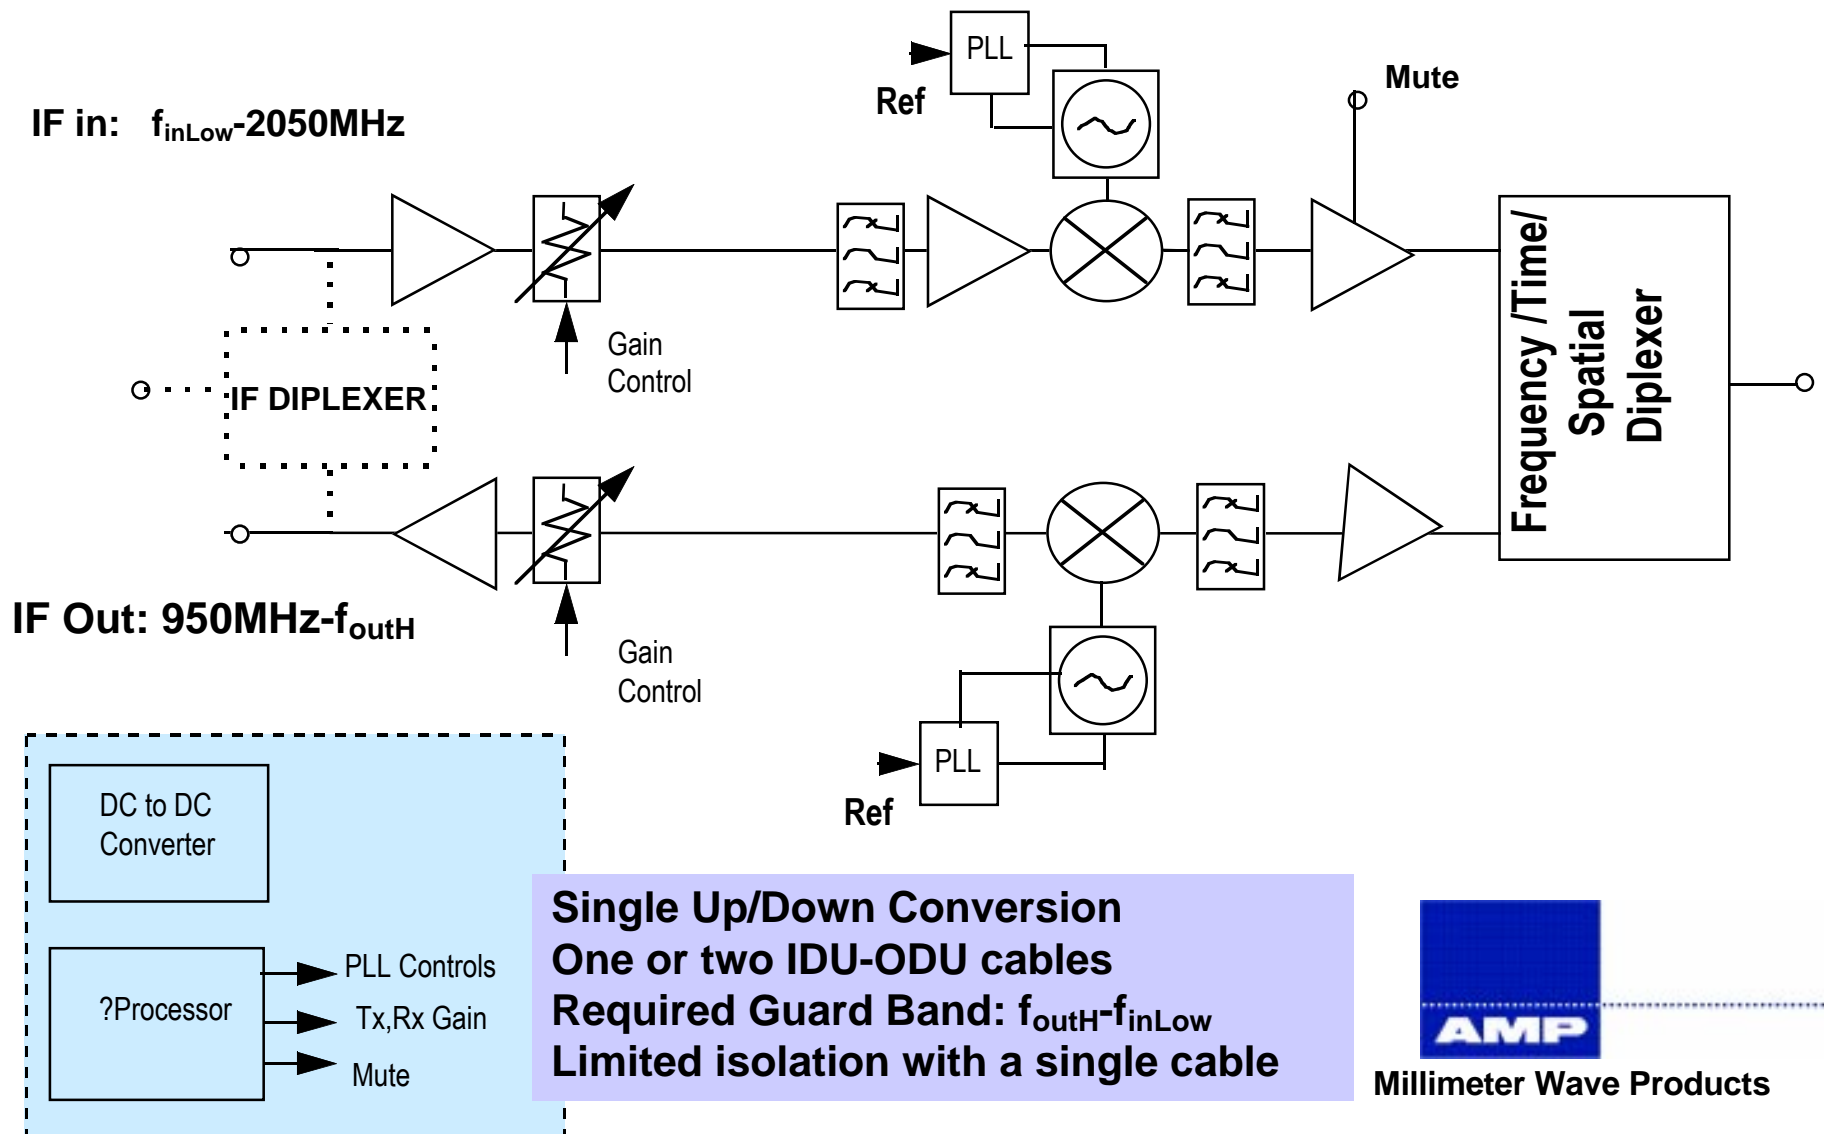 PLL
Ref
Mute
IF in: finLow-2050MHz
Gain
Control
IF DIPLEXER
Frequency /Time/
Spatial
Diplexer
IF Out: 950MHz-foutH
Gain
Control
PLL
Ref
DC to DC
Converter
?Processor
PLL Controls
Tx,Rx Gain
Mute
Single Up/Down Conversion
One or two IDU-ODU cables
Required Guard Band: foutH-finLow
Limited isolation with a single cable
AMP
Millimeter Wave Products